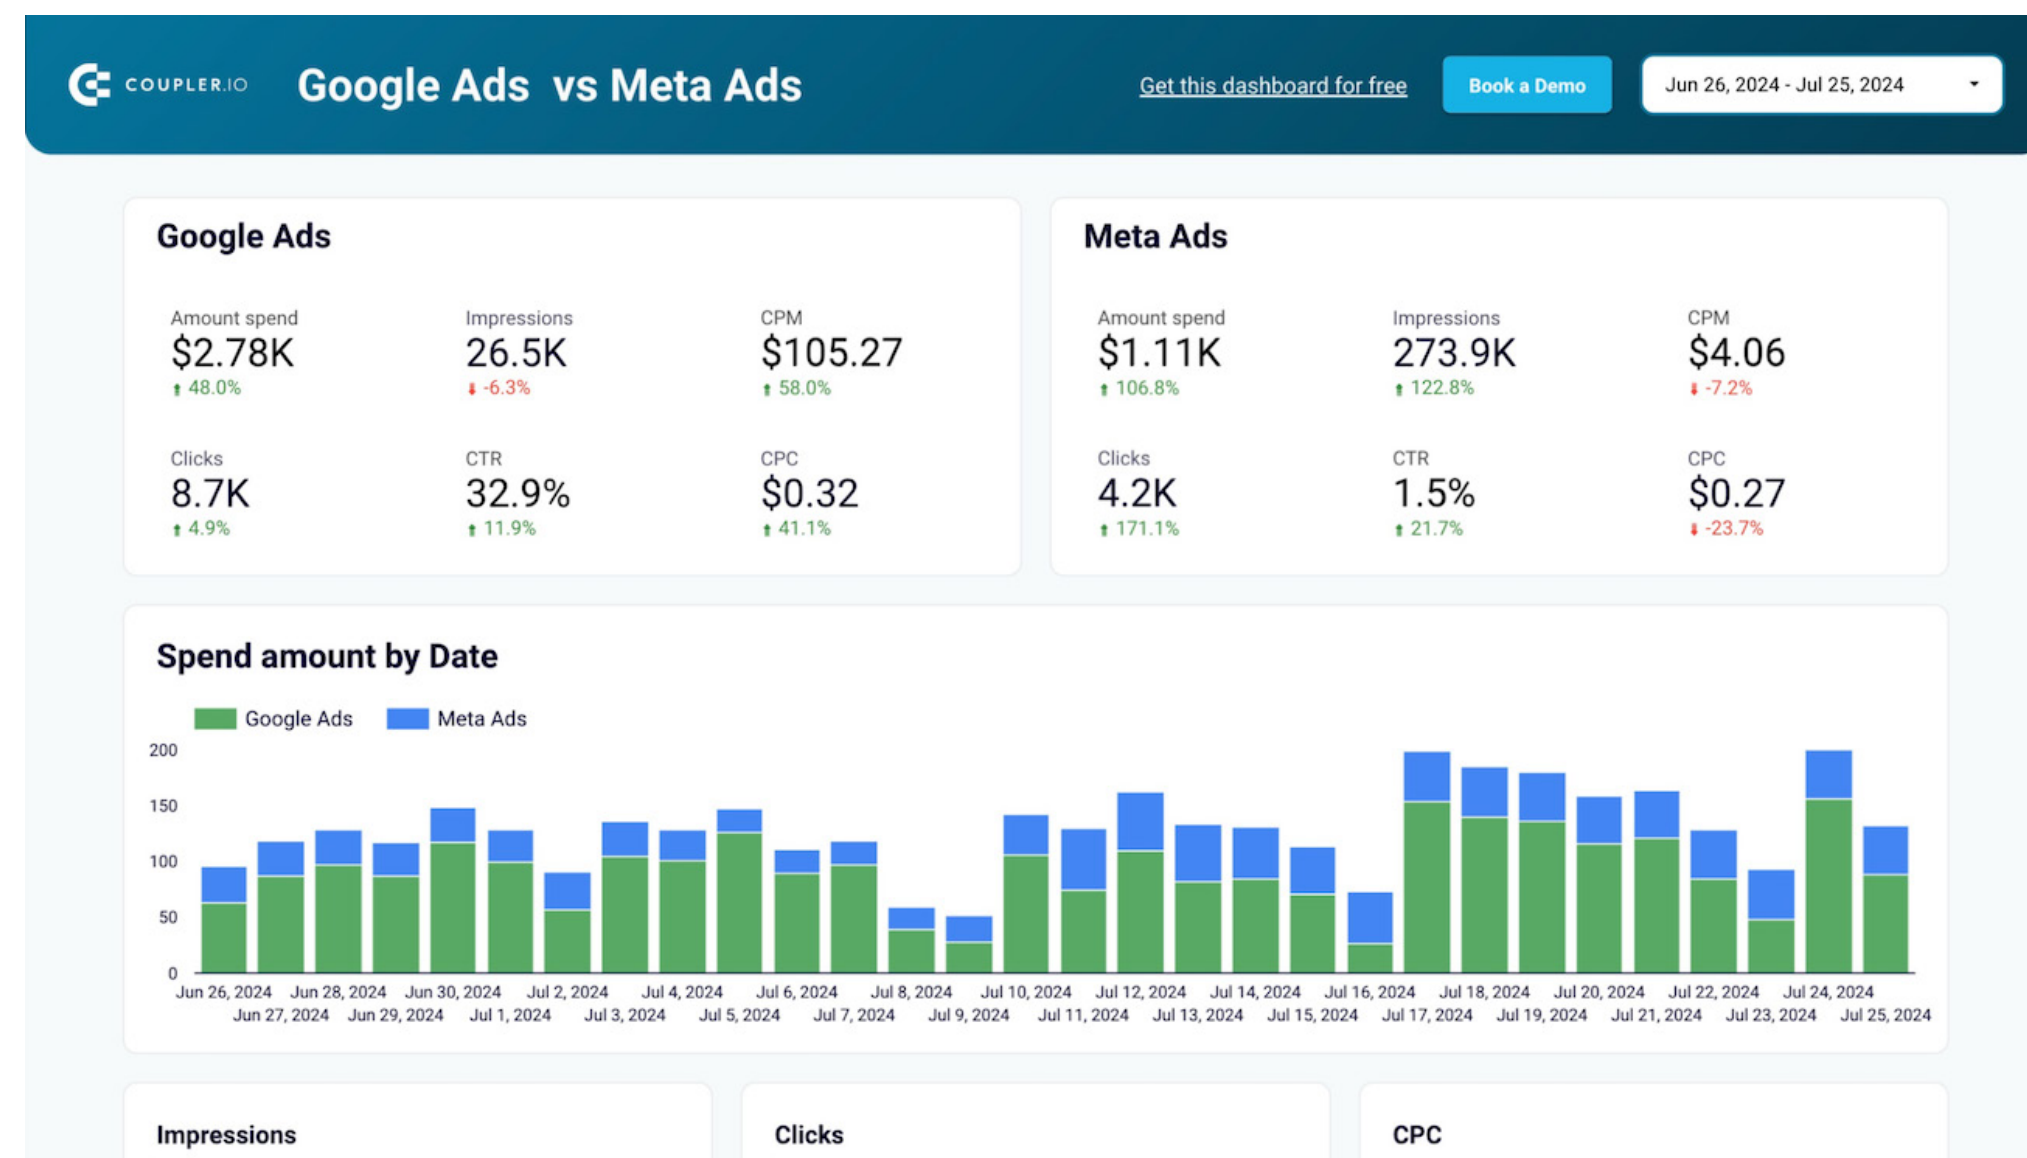 COUPLER.IO
Google Ads vs Meta Ads
Get this dashboard for free
Book a Demo
Jun 26, 2024 - Jul 25, 2024
Google Ads
Amount spend
$2.78K
48.0%
Impressions
26.5K
-6.3%
CPM
$105.27
58.0%
Clicks
8.7K
4.9%
CTR
32.9%
11.9%
CPC
$0.32
41.1%
Meta Ads
Amount spend
$1.11K
106.8%
Impressions
273.9K
122.8%
CPM
$4.06
-7.2%
Clicks
4.2K
171.1%
CTR
1.5%
21.7%
CPC
$0.27
-23.7%
Spend amount by Date
Google Ads Meta Ads
200
150
100
50
0
Jun 26, 2024 Jun 28, 2024 Jun 30, 2024 Jul 2, 2024 Jul 4, 2024 Jul 6, 2024 Jul 8, 2024 Jul 10, 2024 Jul 12, 2024 Jul 14, 2024 Jul 16, 2024 Jul 18, 2024 Jul 20, 2024 Jul 22, 2024 Jul 24, 2024
Jun 27, 2024 Jun 29, 2024 Jul 1, 2024 Jul 3, 2024 Jul 5, 2024 Jul 7, 2024 Jul 9, 2024 Jul 11, 2024 Jul 13, 2024 Jul 15, 2024 Jul 17, 2024 Jul 19, 2024 Jul 21, 2024 Jul 23, 2024 Jul 25, 2024
Impressions
Clicks
CPC